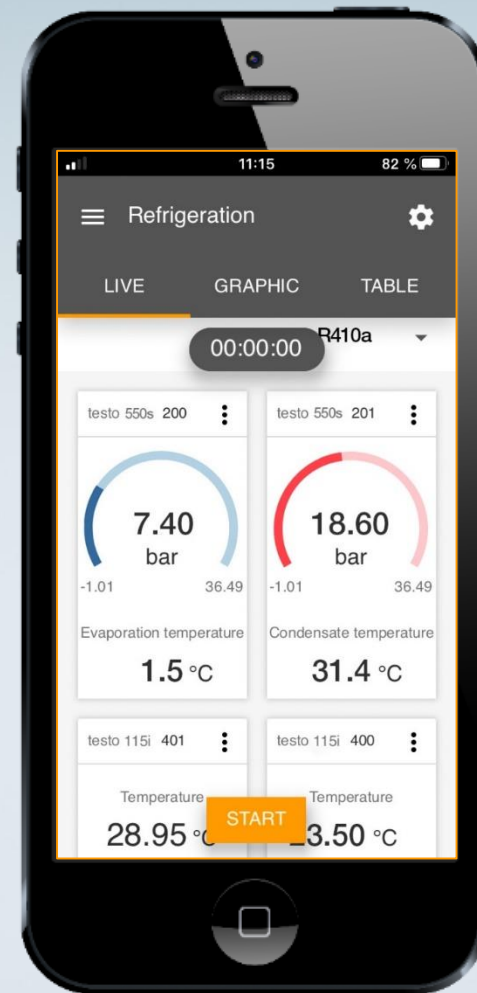 11:15 82 %
Refrigeration
LIVE GRAPHIC TABLE
00:00:00 R410a
testo 550s 200
7.40
bar
-1.01 36.49
Evaporation temperature
1.5 °C
testo 550s 201
18.60
bar
-1.01 36.49
Condensate temperature
31.4 °C
testo 115i 401
Temperature
28.95 °C
testo 115i 400
Temperature
3.50 °C
START